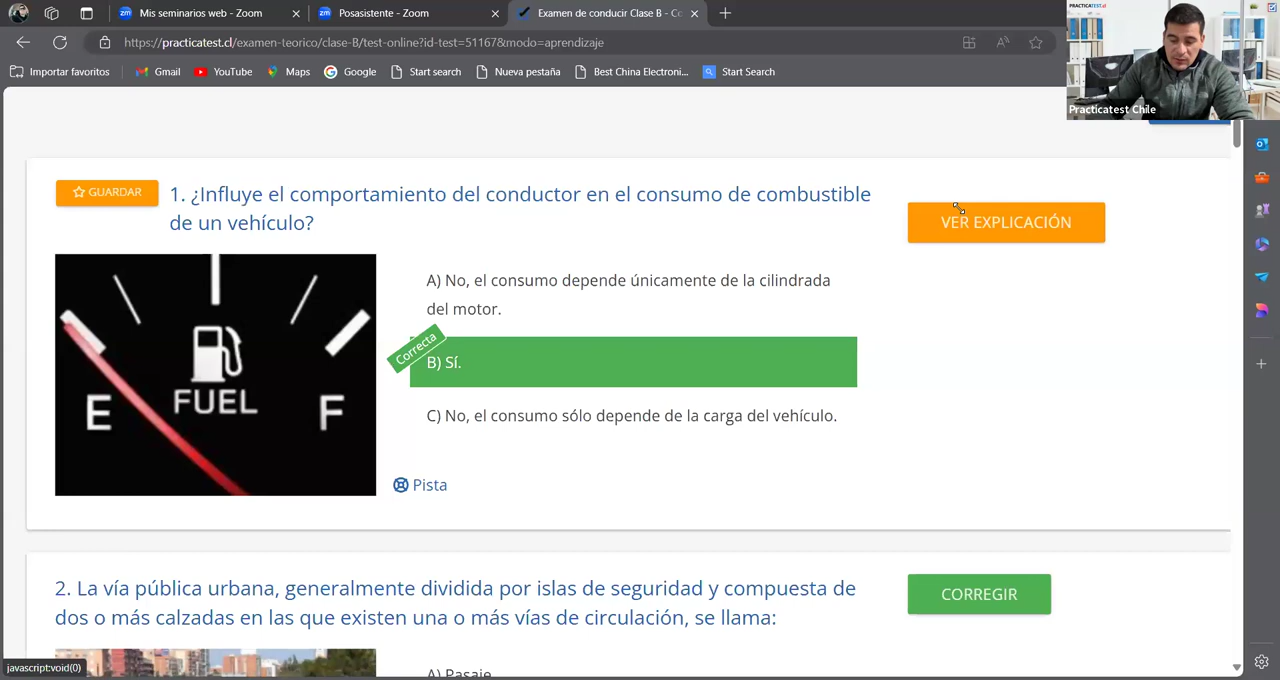 Mis seminarios web - Zoom
Posasistente - Zoom
Examen de conducir Clase B - Co
https://practicatest.cl/examen-teorico/clase-B/test-online?id-test=51167&modo=aprendizaje
Importar favoritos
Gmail
YouTube
Maps
Google
Start search
Nueva pestaña
Best China Electroni...
Start Search
PRACTICATEST.cl
Practicatest Chile
GUARDAR
1. ¿Influye el comportamiento del conductor en el consumo de combustible
de un vehículo?
VER EXPLICACIÓN
A) No, el consumo depende únicamente de la cilindrada
del motor.
Correcta
B) Sí.
C) No, el consumo sólo depende de la carga del vehículo.
E FUEL F
Pista
2. La vía pública urbana, generalmente dividida por islas de seguridad y compuesta de
dos o más calzadas en las que existen una o más vías de circulación, se llama:
CORREGIR
A) Pasaje
javascript:void(0)